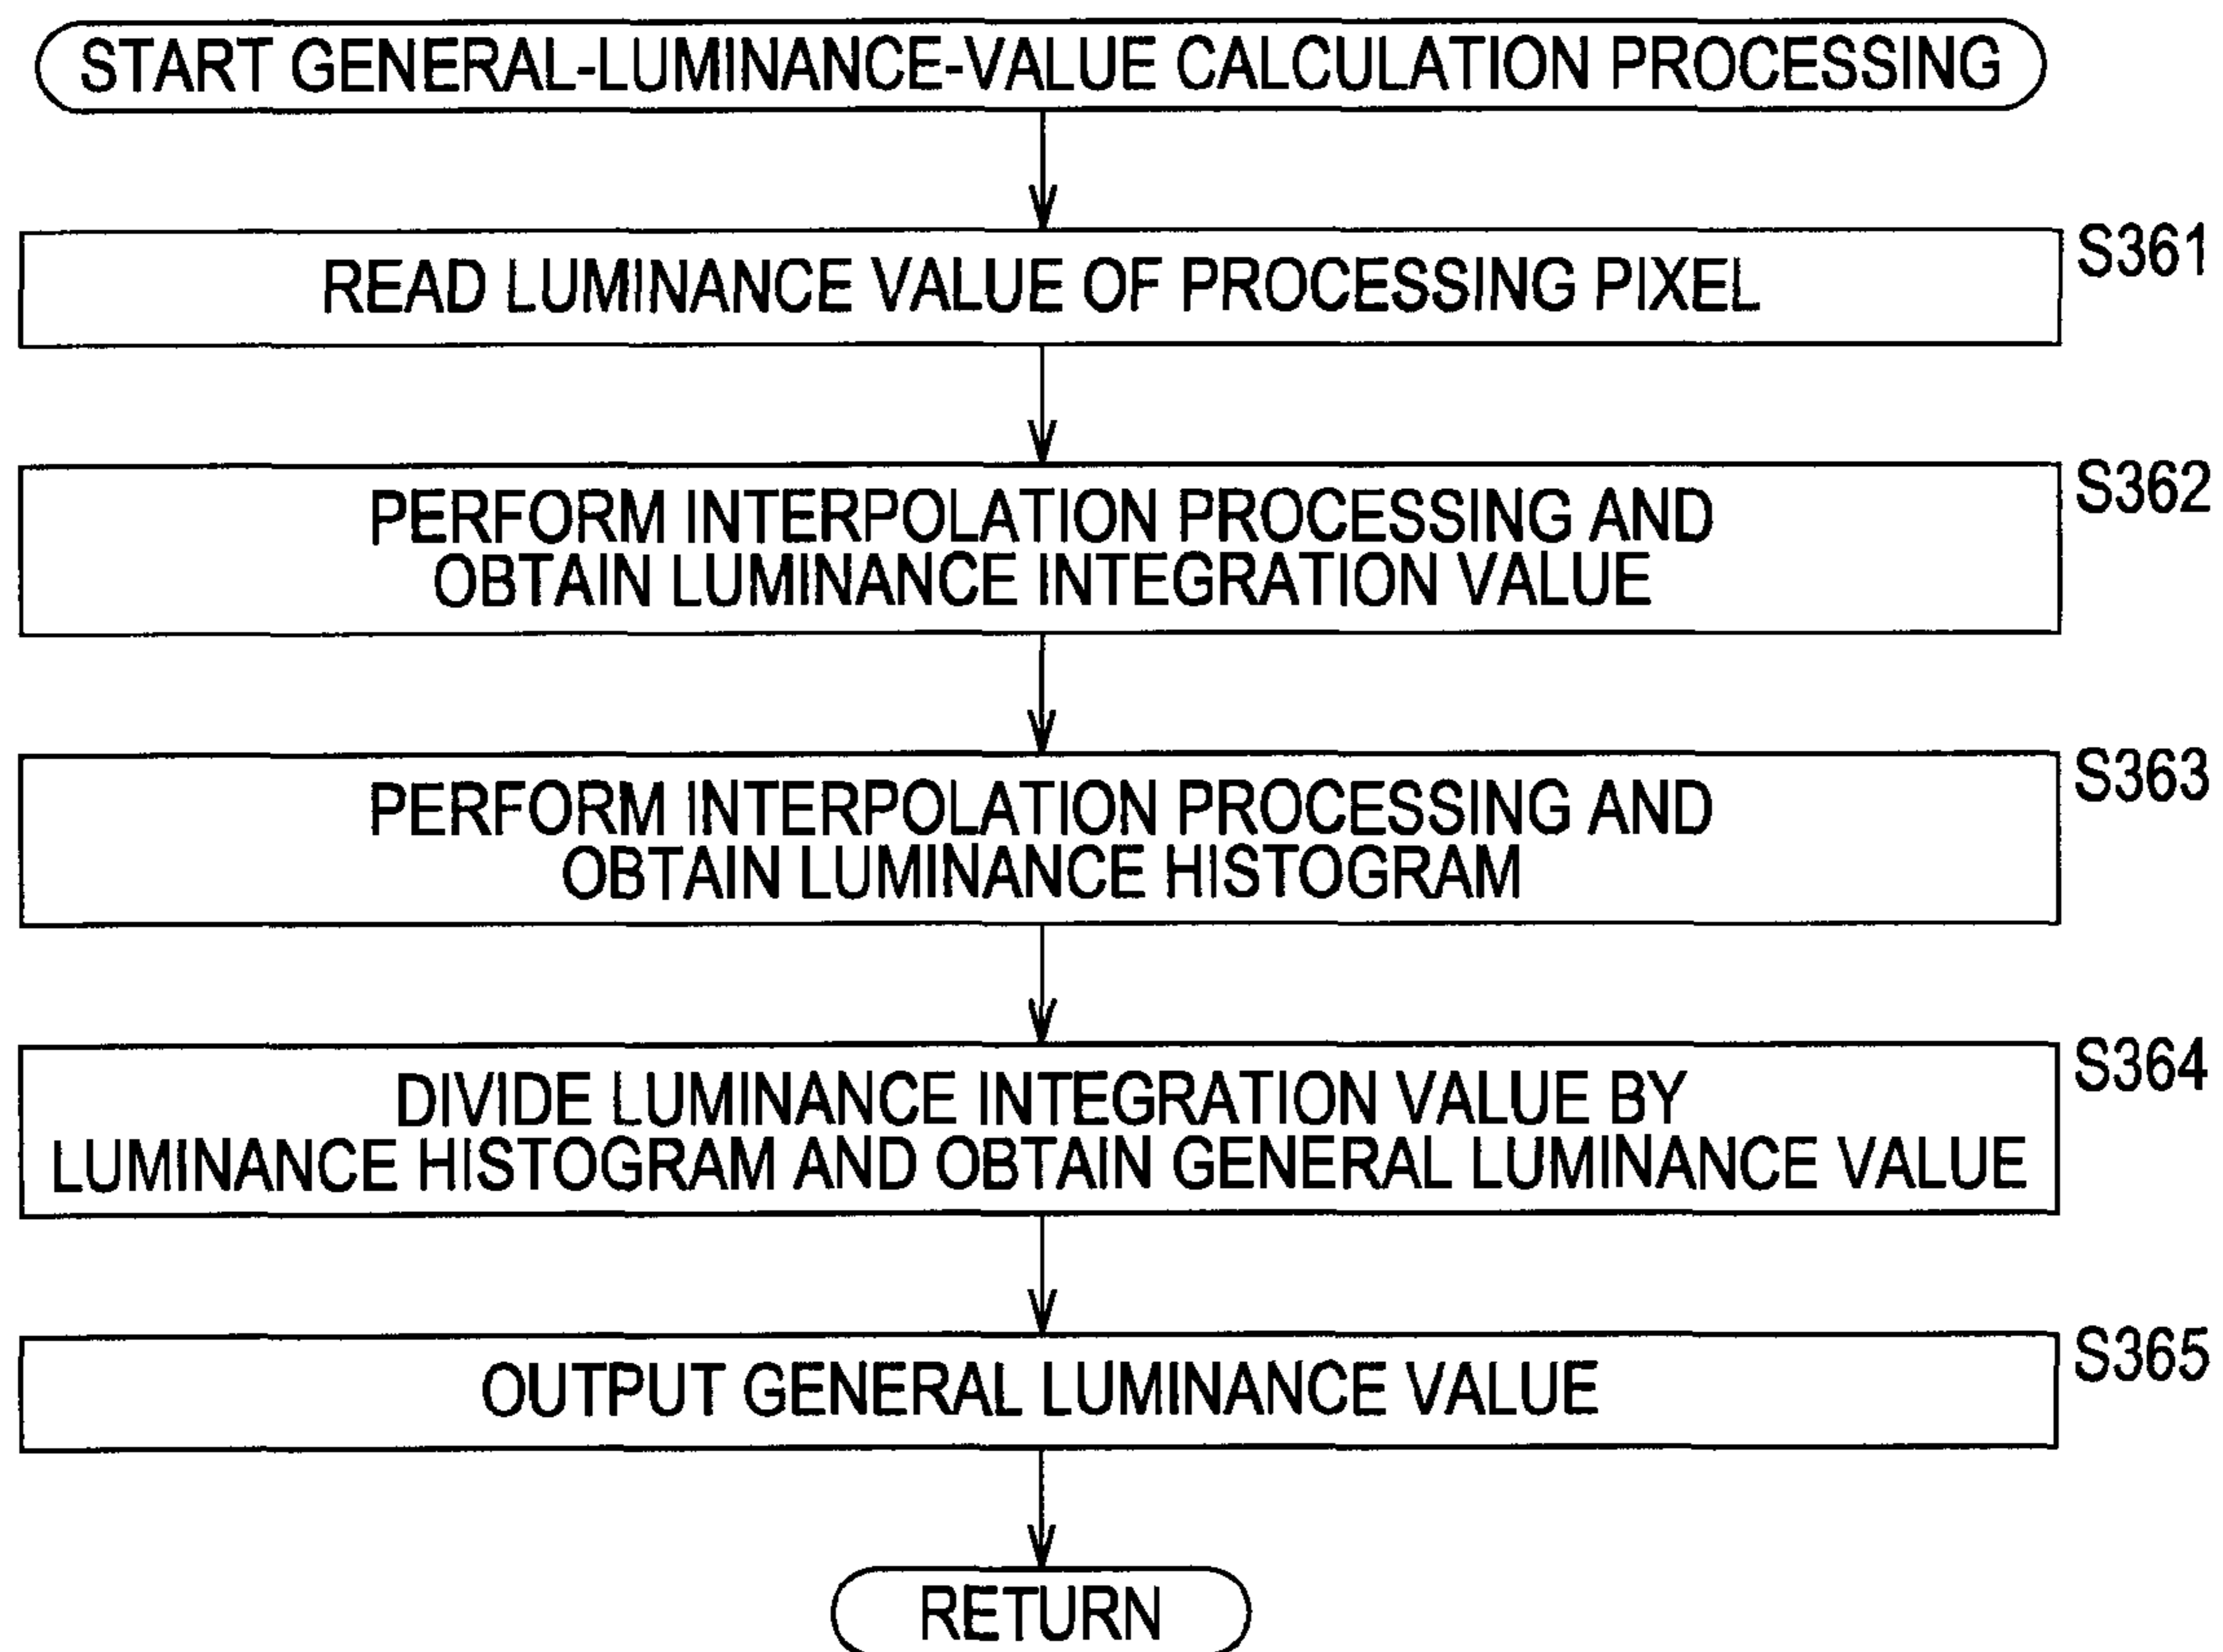 START GENERAL-LUMINANCE-VALUE CALCULATION PROCESSING
S361
READ LUMINANCE VALUE OF PROCESSING PIXEL
S362
PERFORM INTERPOLATION PROCESSING AND
OBTAIN LUMINANCE INTEGRATION VALUE
S363
PERFORM INTERPOLATION PROCESSING AND
OBTAIN LUMINANCE HISTOGRAM
S364
DIVIDE LUMINANCE INTEGRATION VALUE BY
LUMINANCE HISTOGRAM AND OBTAIN GENERAL LUMINANCE VALUE
S365
OUTPUT GENERAL LUMINANCE VALUE
RETURN